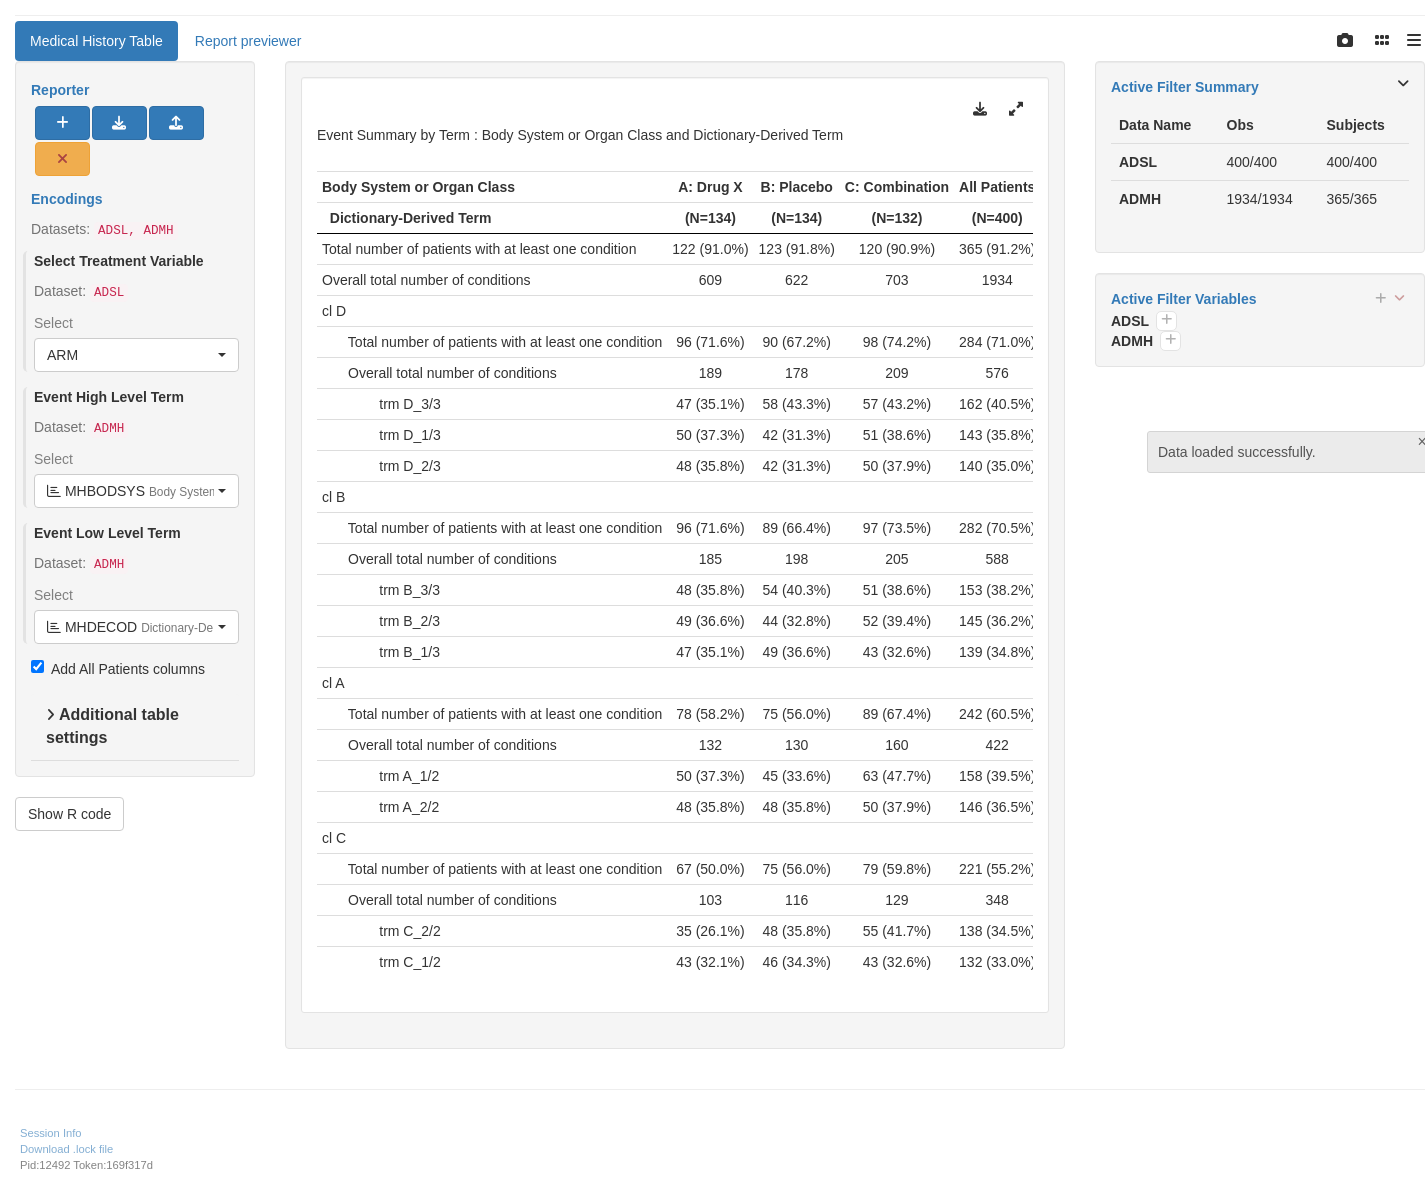 Medical History Table
Report previewer
Reporter
Encodings
Datasets: ADSL, ADMH
Select Treatment Variable
Dataset: ADSL
Select
ARM
Event High Level Term
Dataset: ADMH
Select
MHBODSYS Body System
Event Low Level Term
Dataset: ADMH
Select
MHDECOD Dictionary-De
Add All Patients columns
Additional table
settings
Show R code
Event Summary by Term : Body System or Organ Class and Dictionary-Derived Term
Body System or Organ Class A: Drug X B: Placebo C: Combination All Patients
Dictionary-Derived Term (N=134) (N=134) (N=132) (N=400)
Total number of patients with at least one condition 122 (91.0%) 123 (91.8%) 120 (90.9%) 365 (91.2%)
Overall total number of conditions 609 622 703 1934
cl D
Total number of patients with at least one condition 96 (71.6%) 90 (67.2%) 98 (74.2%) 284 (71.0%)
Overall total number of conditions 189 178 209 576
trm D_3/3 47 (35.1%) 58 (43.3%) 57 (43.2%) 162 (40.5%)
trm D_1/3 50 (37.3%) 42 (31.3%) 51 (38.6%) 143 (35.8%)
trm D_2/3 48 (35.8%) 42 (31.3%) 50 (37.9%) 140 (35.0%)
cl B
Total number of patients with at least one condition 96 (71.6%) 89 (66.4%) 97 (73.5%) 282 (70.5%)
Overall total number of conditions 185 198 205 588
trm B_3/3 48 (35.8%) 54 (40.3%) 51 (38.6%) 153 (38.2%)
trm B_2/3 49 (36.6%) 44 (32.8%) 52 (39.4%) 145 (36.2%)
trm B_1/3 47 (35.1%) 49 (36.6%) 43 (32.6%) 139 (34.8%)
cl A
Total number of patients with at least one condition 78 (58.2%) 75 (56.0%) 89 (67.4%) 242 (60.5%)
Overall total number of conditions 132 130 160 422
trm A_1/2 50 (37.3%) 45 (33.6%) 63 (47.7%) 158 (39.5%)
trm A_2/2 48 (35.8%) 48 (35.8%) 50 (37.9%) 146 (36.5%)
cl C
Total number of patients with at least one condition 67 (50.0%) 75 (56.0%) 79 (59.8%) 221 (55.2%)
Overall total number of conditions 103 116 129 348
trm C_2/2 35 (26.1%) 48 (35.8%) 55 (41.7%) 138 (34.5%)
trm C_1/2 43 (32.1%) 46 (34.3%) 43 (32.6%) 132 (33.0%)
Active Filter Summary
Data Name Obs Subjects
ADSL 400/400 400/400
ADMH 1934/1934 365/365
Active Filter Variables
ADSL
ADMH
Data loaded successfully.
Session Info
Download .lock file
Pid:12492 Token:169f317d